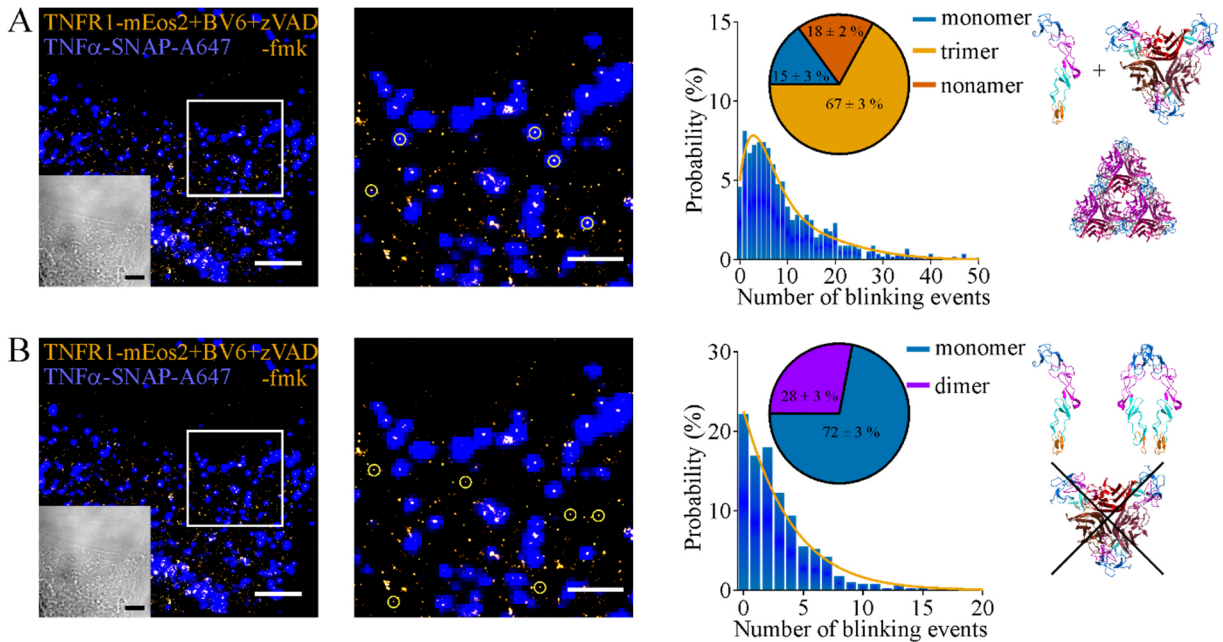 A
TNFR1-mEos2+BV6+zVAD
TNFα-SNAP-A647 -fmk
15
10
5
0
Probability (%)
0 10 20 30 40 50
Number of blinking events
18 ± 2 %
15 ± 3 %
67 ± 3 %
monomer
trimer
nonamer
+
B
TNFR1-mEos2+BV6+zVAD
TNFα-SNAP-A647 -fmk
30
20
10
0
Probability (%)
0 5 10 15 20
Number of blinking events
28 ± 3 %
72 ± 3 %
monomer
dimer